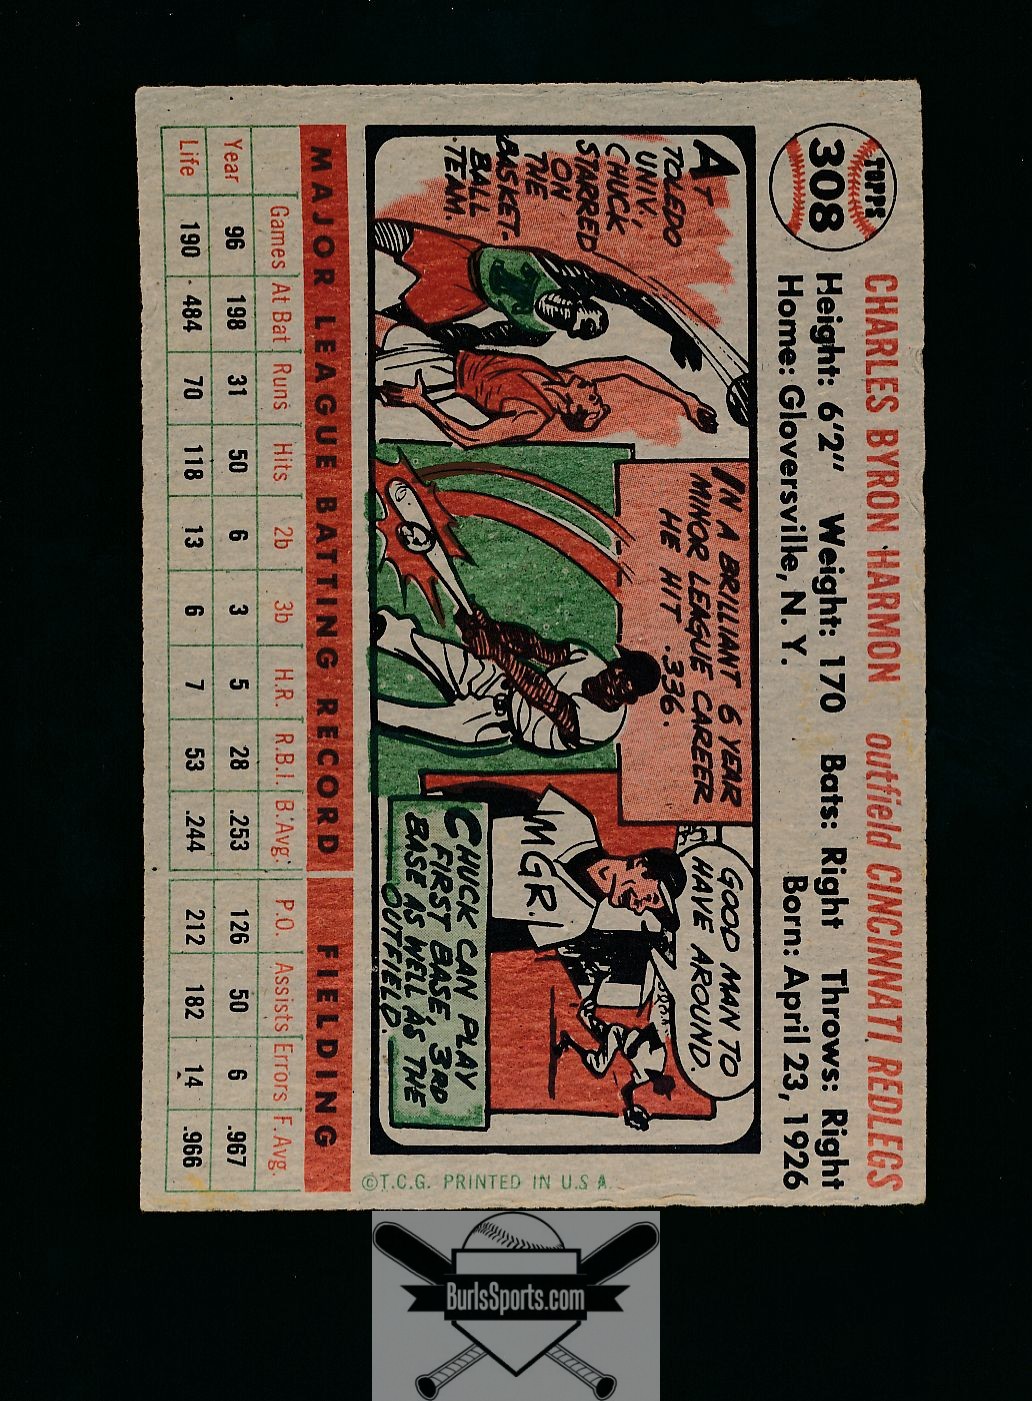 TOPPS
308
CHARLES BYRON HARMON outfield CINCINNATI REDLEGS
Height: 6'2" Weight: 170 Bats: Right Throws: Right
Home: Gloversville, N. Y. Born: April 23, 1926
AT
TOLEDO
UNIV.
CHUCK
STARRED
ON
THE
BASKET-
BALL
TEAM.
IN A BRILLIANT 6 YEAR
MINOR LEAGUE CAREER
HE HIT .336.
GOOD MAN TO
HAVE AROUND.
MGR.
CHUCK CAN PLAY
FIRST BASE, 3RD
BASE AS WELL AS THE
OUTFIELD.
©T.C.G. PRINTED IN U.S.A.
MAJOR LEAGUE BATTING RECORD FIELDING
Games At Bat Runs Hits 2b 3b H.R. R.B.I. B.Avg. P.O. Assists Errors F. Avg.
Year 96 198 31 50 6 3 5 28 .253 126 50 6 .967
Life 190 484 70 118 13 6 7 53 .244 212 182 14 .966
BurlsSports.com